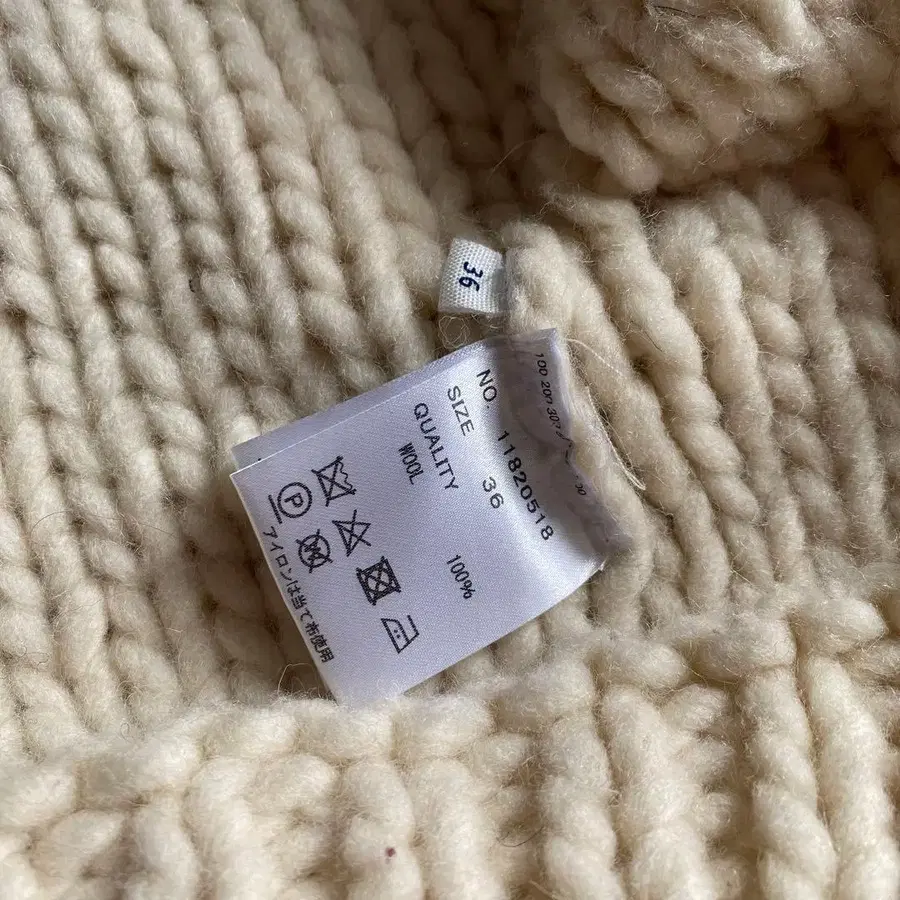 36
NO. 11820518
SIZE 36
QUALITY
WOOL 100%
P
アイロンは当て布使用